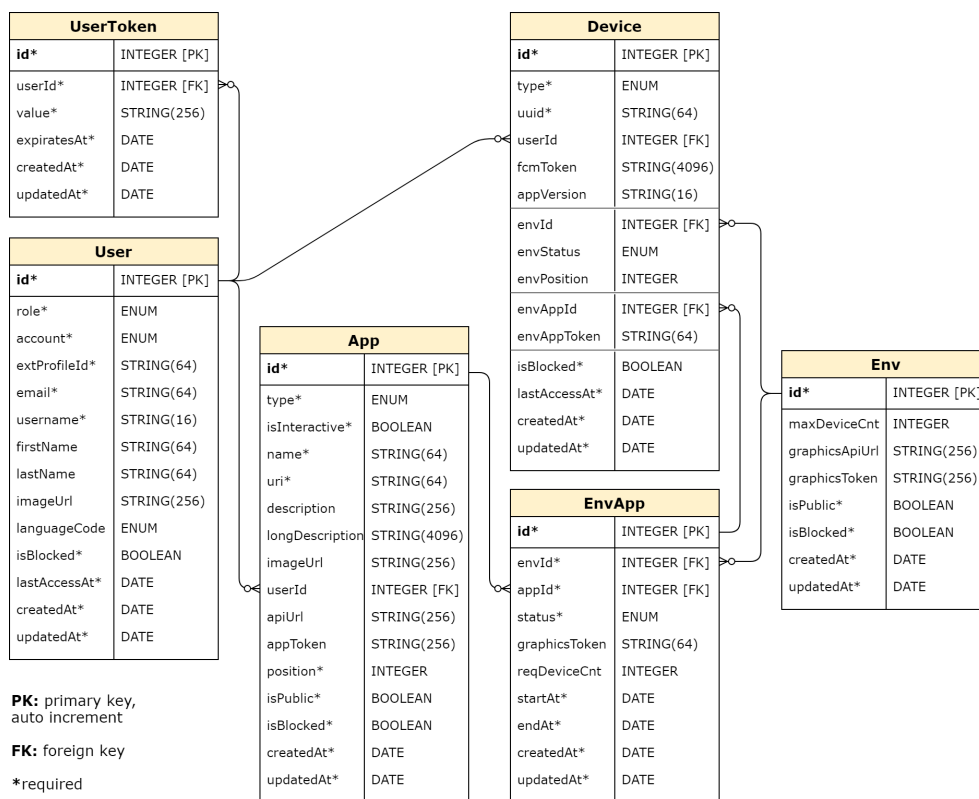 UserToken
id* INTEGER [PK]
userId* INTEGER [FK]
value* STRING(256)
expiratesAt* DATE
createdAt* DATE
updatedAt* DATE
User
id* INTEGER [PK]
role* ENUM
account* ENUM
extProfileId* STRING(64)
email* STRING(64)
username* STRING(16)
firstName STRING(64)
lastName STRING(64)
imageUrl STRING(256)
languageCode ENUM
isBlocked* BOOLEAN
lastAccessAt* DATE
createdAt* DATE
updatedAt* DATE
PK: primary key,
auto increment
FK: foreign key
*required
App
id* INTEGER [PK]
type* ENUM
isInteractive* BOOLEAN
name* STRING(64)
uri* STRING(64)
description STRING(256)
longDescription STRING(4096)
imageUrl STRING(256)
userId INTEGER [FK]
apiUrl STRING(256)
appToken STRING(256)
position* INTEGER
isPublic* BOOLEAN
isBlocked* BOOLEAN
createdAt* DATE
updatedAt* DATE
Device
id* INTEGER [PK]
type* ENUM
uuid* STRING(64)
userId INTEGER [FK]
fcmToken STRING(4096)
appVersion STRING(16)
envId INTEGER [FK]
envStatus ENUM
envPosition INTEGER
envAppId INTEGER [FK]
envAppToken STRING(64)
isBlocked* BOOLEAN
lastAccessAt* DATE
createdAt* DATE
updatedAt* DATE
EnvApp
id* INTEGER [PK]
envId* INTEGER [FK]
appId* INTEGER [FK]
status* ENUM
graphicsToken STRING(64)
reqDeviceCnt INTEGER
startAt* DATE
endAt* DATE
createdAt* DATE
updatedAt* DATE
Env
id* INTEGER [PK]
maxDeviceCnt INTEGER
graphicsApiUrl STRING(256)
graphicsToken STRING(256)
isPublic* BOOLEAN
isBlocked* BOOLEAN
createdAt* DATE
updatedAt* DATE